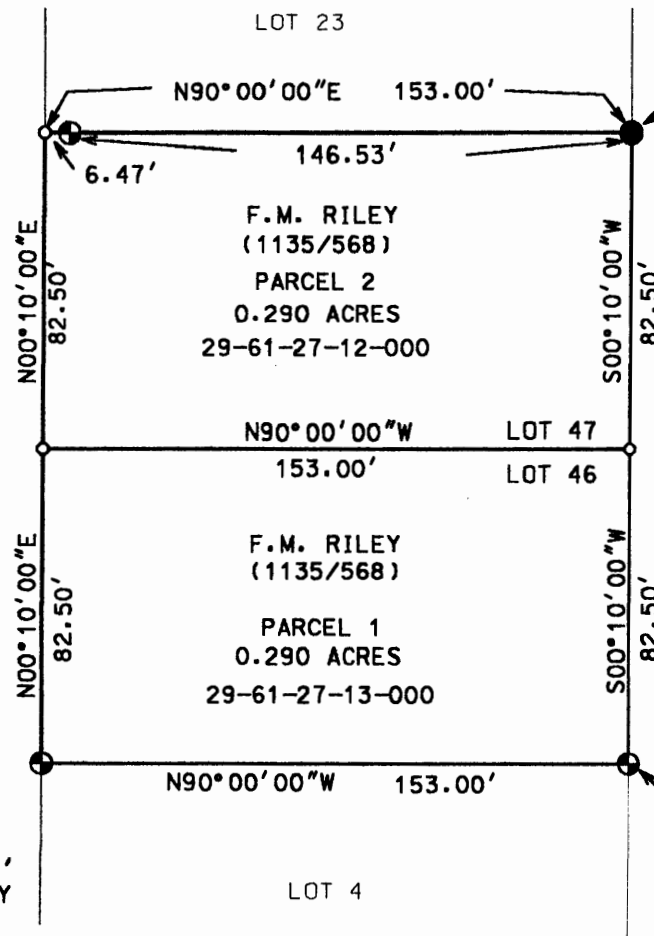 LOT 23
N90°00'00"E 153.00'
146.53'
6.47'
F.M. RILEY
(1135/568)
PARCEL 2
0.290 ACRES
29-61-27-12-000
N00°10'00"E
82.50'
S00°10'00"W
82.50'
N90°00'00"W LOT 47
153.00' LOT 46
F.M. RILEY
(1135/568)
PARCEL 1
0.290 ACRES
29-61-27-13-000
N00°10'00"E
82.50'
S00°10'00"W
82.50'
N90°00'00"W 153.00'
'
Y
LOT 4